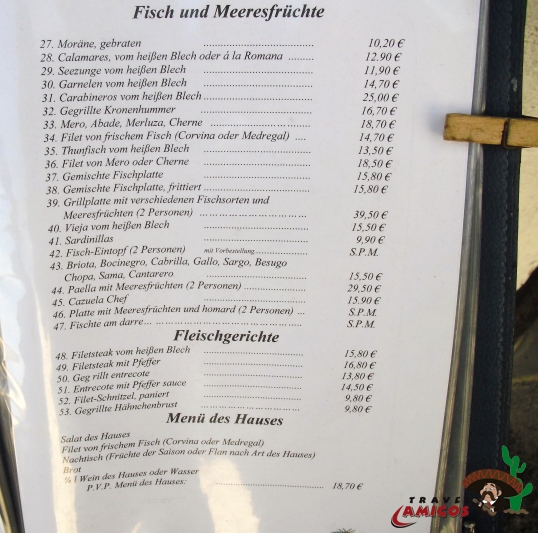 Fisch und Meeresfrüchte
27. Moräne, gebraten ........ 10,20 €
28. Calamares, vom heißen Blech oder á la Romana ........ 12.90 €
29. Seezunge vom heißen Blech ........ 11,90 €
30. Garnelen vom heißen Blech ........ 14,70 €
31. Carabineros vom heißen Blech ........ 25,00 €
32. Gegrillte Kronenhummer ........ 16,70 €
33. Mero, Abade, Merluza, Cherne ........ 18,70 €
34. Filet von frischem Fisch (Corvina oder Medregal) .... 14,70 €
35. Thunfisch vom heißen Blech ........ 13,50 €
36. Filet von Mero oder Cherne ........ 18,50 €
37. Gemischte Fischplatte ........ 15,80 €
38. Gemischte Fischplatte, frittiert ........ 15,80 €
39. Grillplatte mit verschiedenen Fischsorten und
Meeresfrüchten (2 Personen) ........ 39,50 €
40. Vieja vom heißen Blech ........ 15,50 €
41. Sardinillas ........ 9,90 €
42. Fisch-Eintopf (2 Personen) mit Vorbestellung........ S.P.M.
43. Briota, Bocinegro, Cabrilla, Gallo, Sargo, Besugo
Chopa, Sama, Cantarero ........ 15,50 €
44. Paella mit Meeresfrüchten (2 Personen) ........ 29,50 €
45. Cazuela Chef ........ 15.90 €
46. Platte mit Meeresfrüchten und homard (2 Personen) ... S.P.M.
47. Fischte am darre........ S.P.M.
Fleischgerichte
48. Filetsteak vom heißen Blech ........ 15,80 €
49. Filetsteak mit Pfeffer ........ 16,80 €
50. Geg rillt entrecote ........ 13,80 €
51. Entrecote mit Pfeffer sauce ........ 14,50 €
52. Filet-Schnitzel, paniert ........ 9,80 €
53. Gegrillte Hähnchenbrust ........ 9,80 €
Menü des Hauses
Salat des Hauses
Filet von frischem Fisch (Corvina oder Medregal)
Nachtisch (Früchte der Saison oder Flan nach Art des Hauses)
Brot
¾ l Wein des Hauses oder Wasser
P.V.P. Menü des Hauses: ........ 18,70 €
TRAVEL
AMIGOS